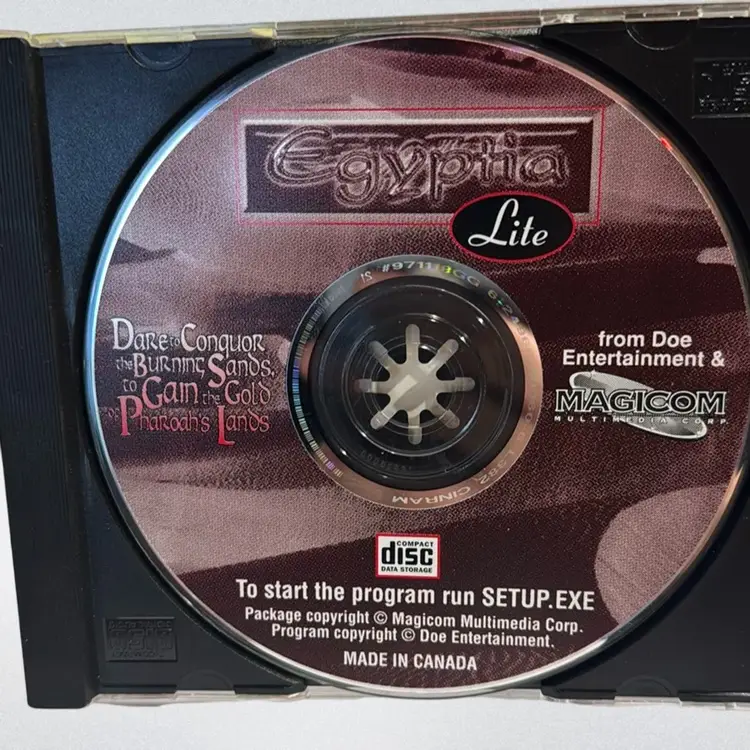 Egyptia
Lite
Dare to Conquor
the Burning Sands,
to Gain the Gold
of Pharoah's Lands
from Doe
Entertainment &
MAGICOM
MULTIMEDIA CORP.
CINRAM
COMPACT
disc
DATA STORAGE
To start the program run SETUP.EXE
Package copyright © Magicom Multimedia Corp.
Program copyright © Doe Entertainment.
MADE IN CANADA